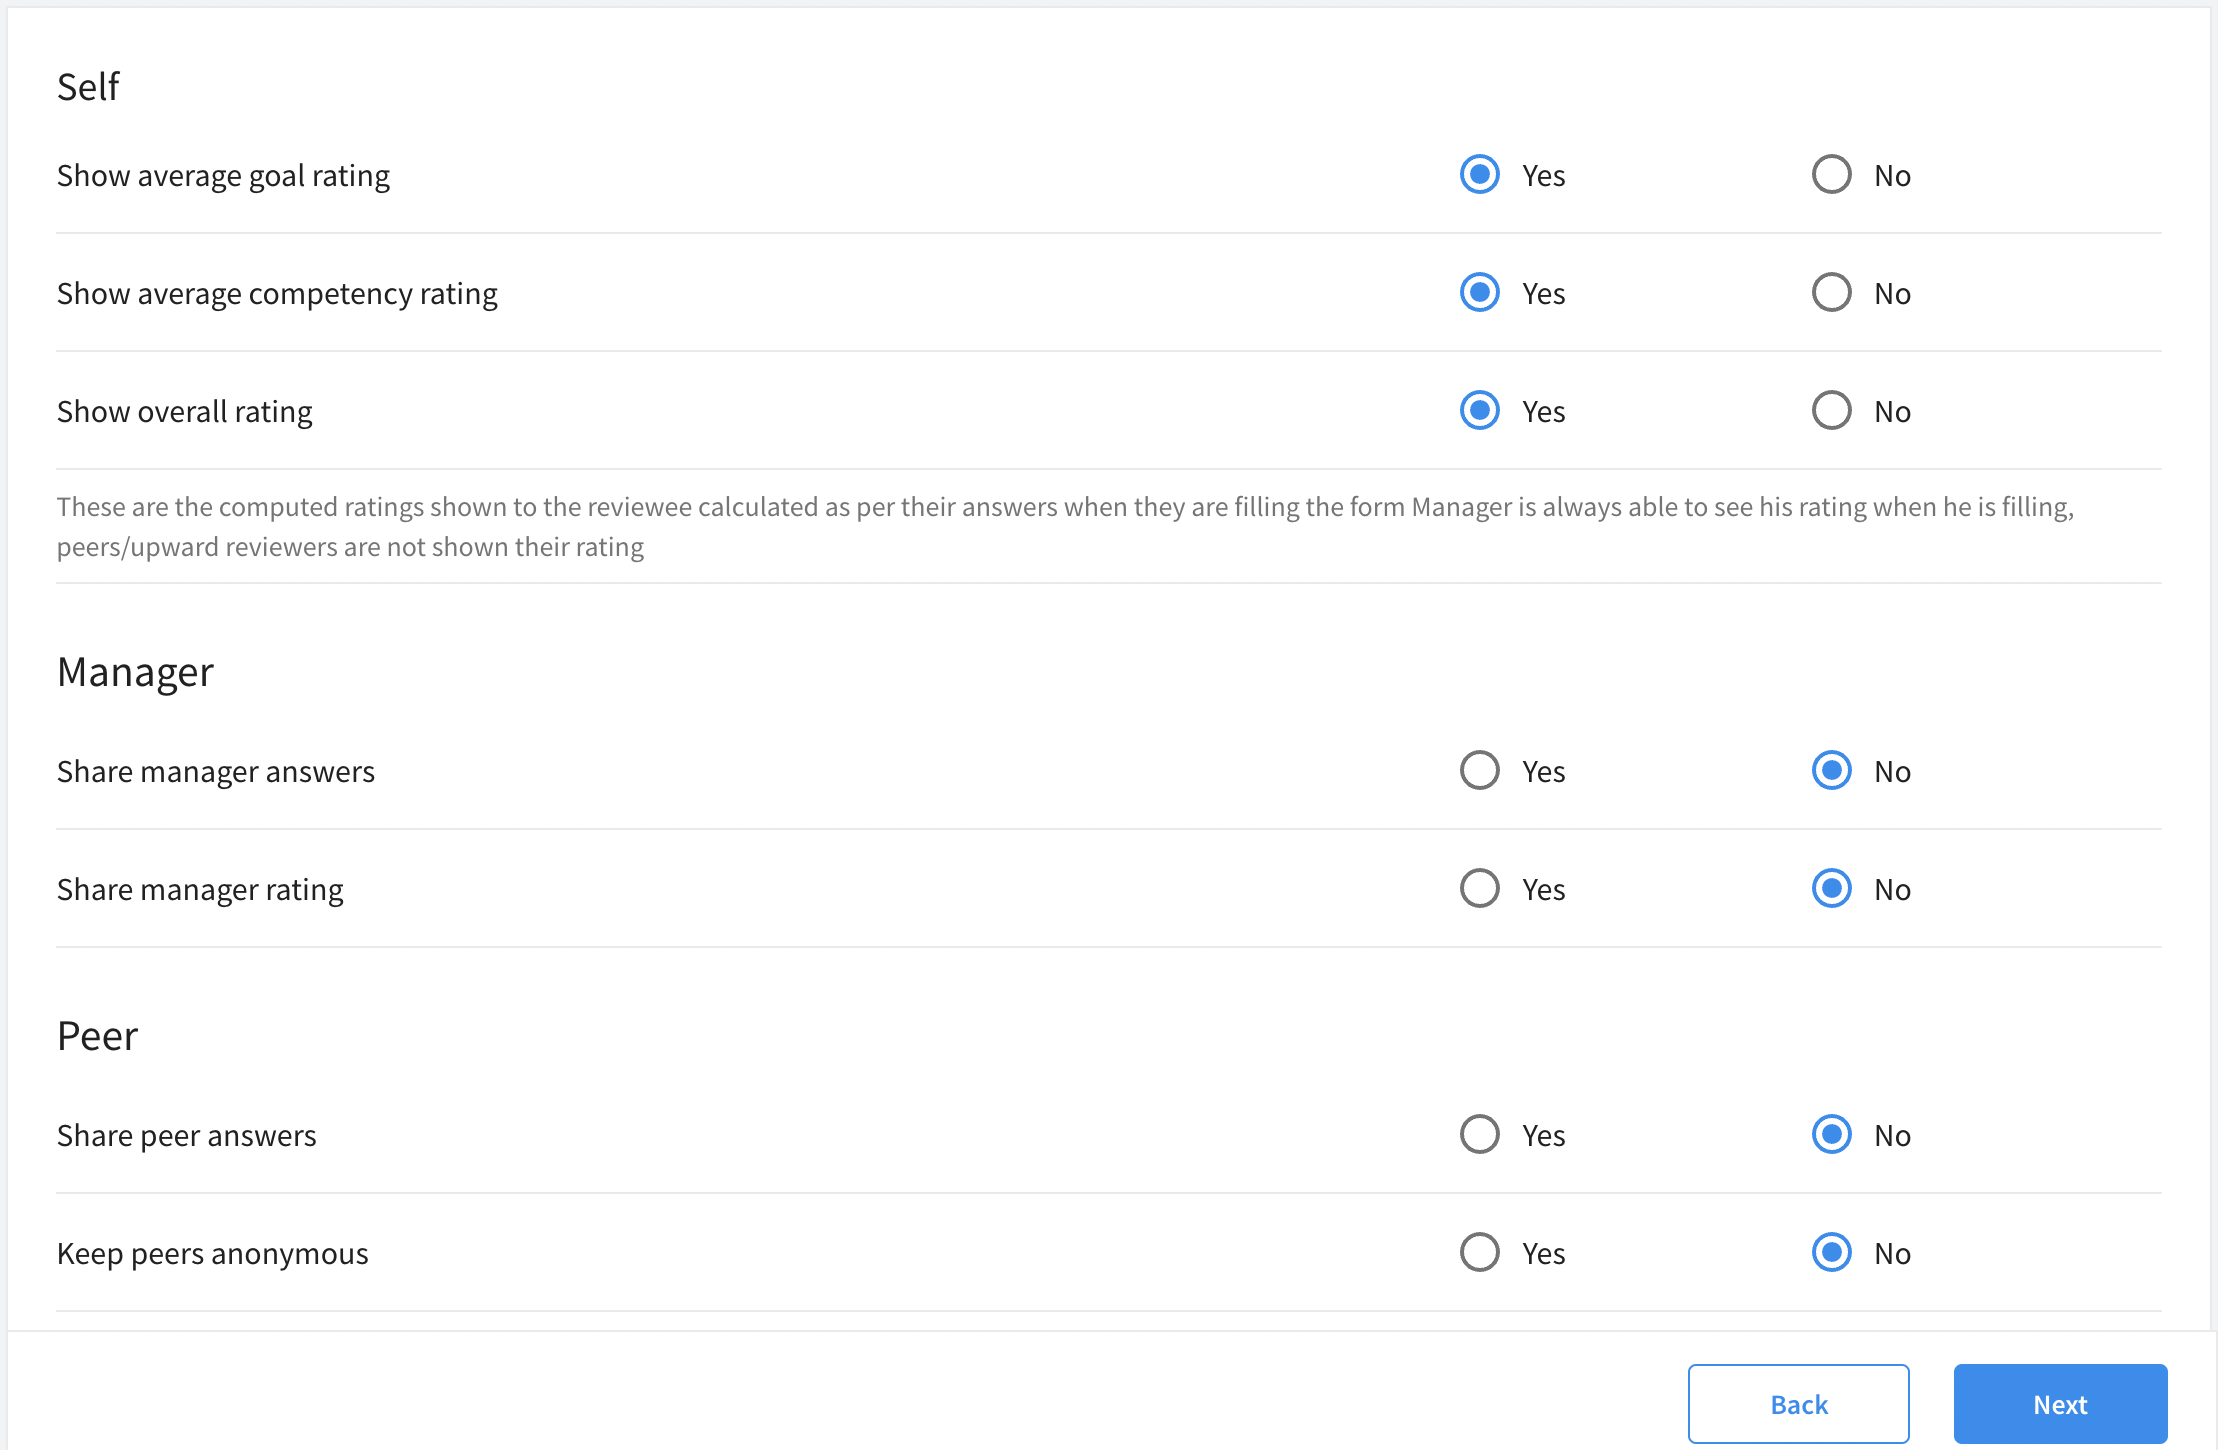 Self
Show average goal rating Yes No
Show average competency rating Yes No
Show overall rating Yes No
These are the computed ratings shown to the reviewee calculated as per their answers when they are filling the form Manager is always able to see his rating when he is filling,
peers/upward reviewers are not shown their rating
Manager
Share manager answers Yes No
Share manager rating Yes No
Peer
Share peer answers Yes No
Keep peers anonymous Yes No
Back Next